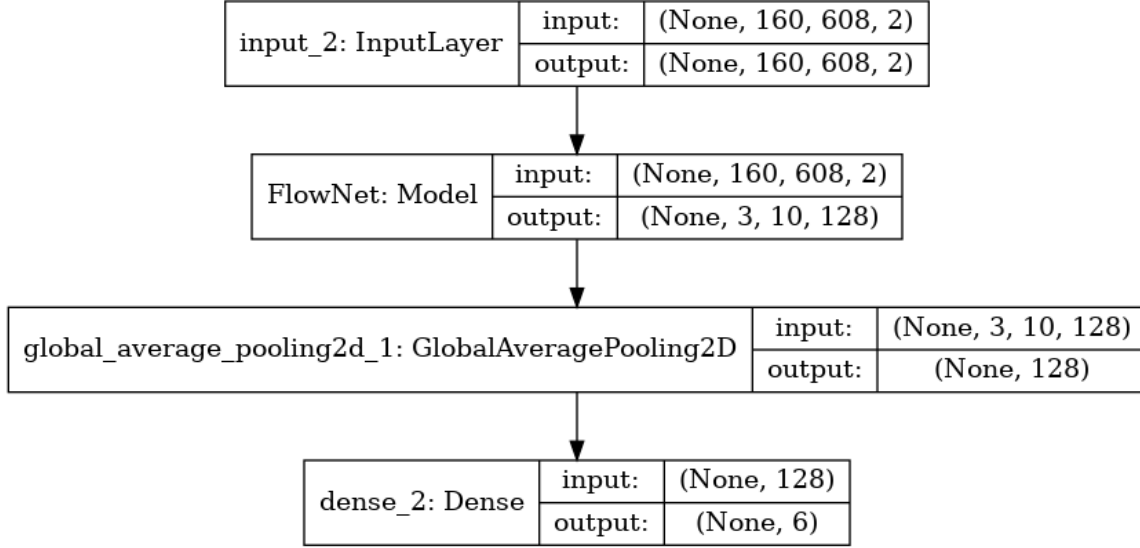 input_2: InputLayer
input: (None, 160, 608, 2)
output: (None, 160, 608, 2)
FlowNet: Model
input: (None, 160, 608, 2)
output: (None, 3, 10, 128)
global_average_pooling2d_1: GlobalAveragePooling2D
input: (None, 3, 10, 128)
output: (None, 128)
dense_2: Dense
input: (None, 128)
output: (None, 6)